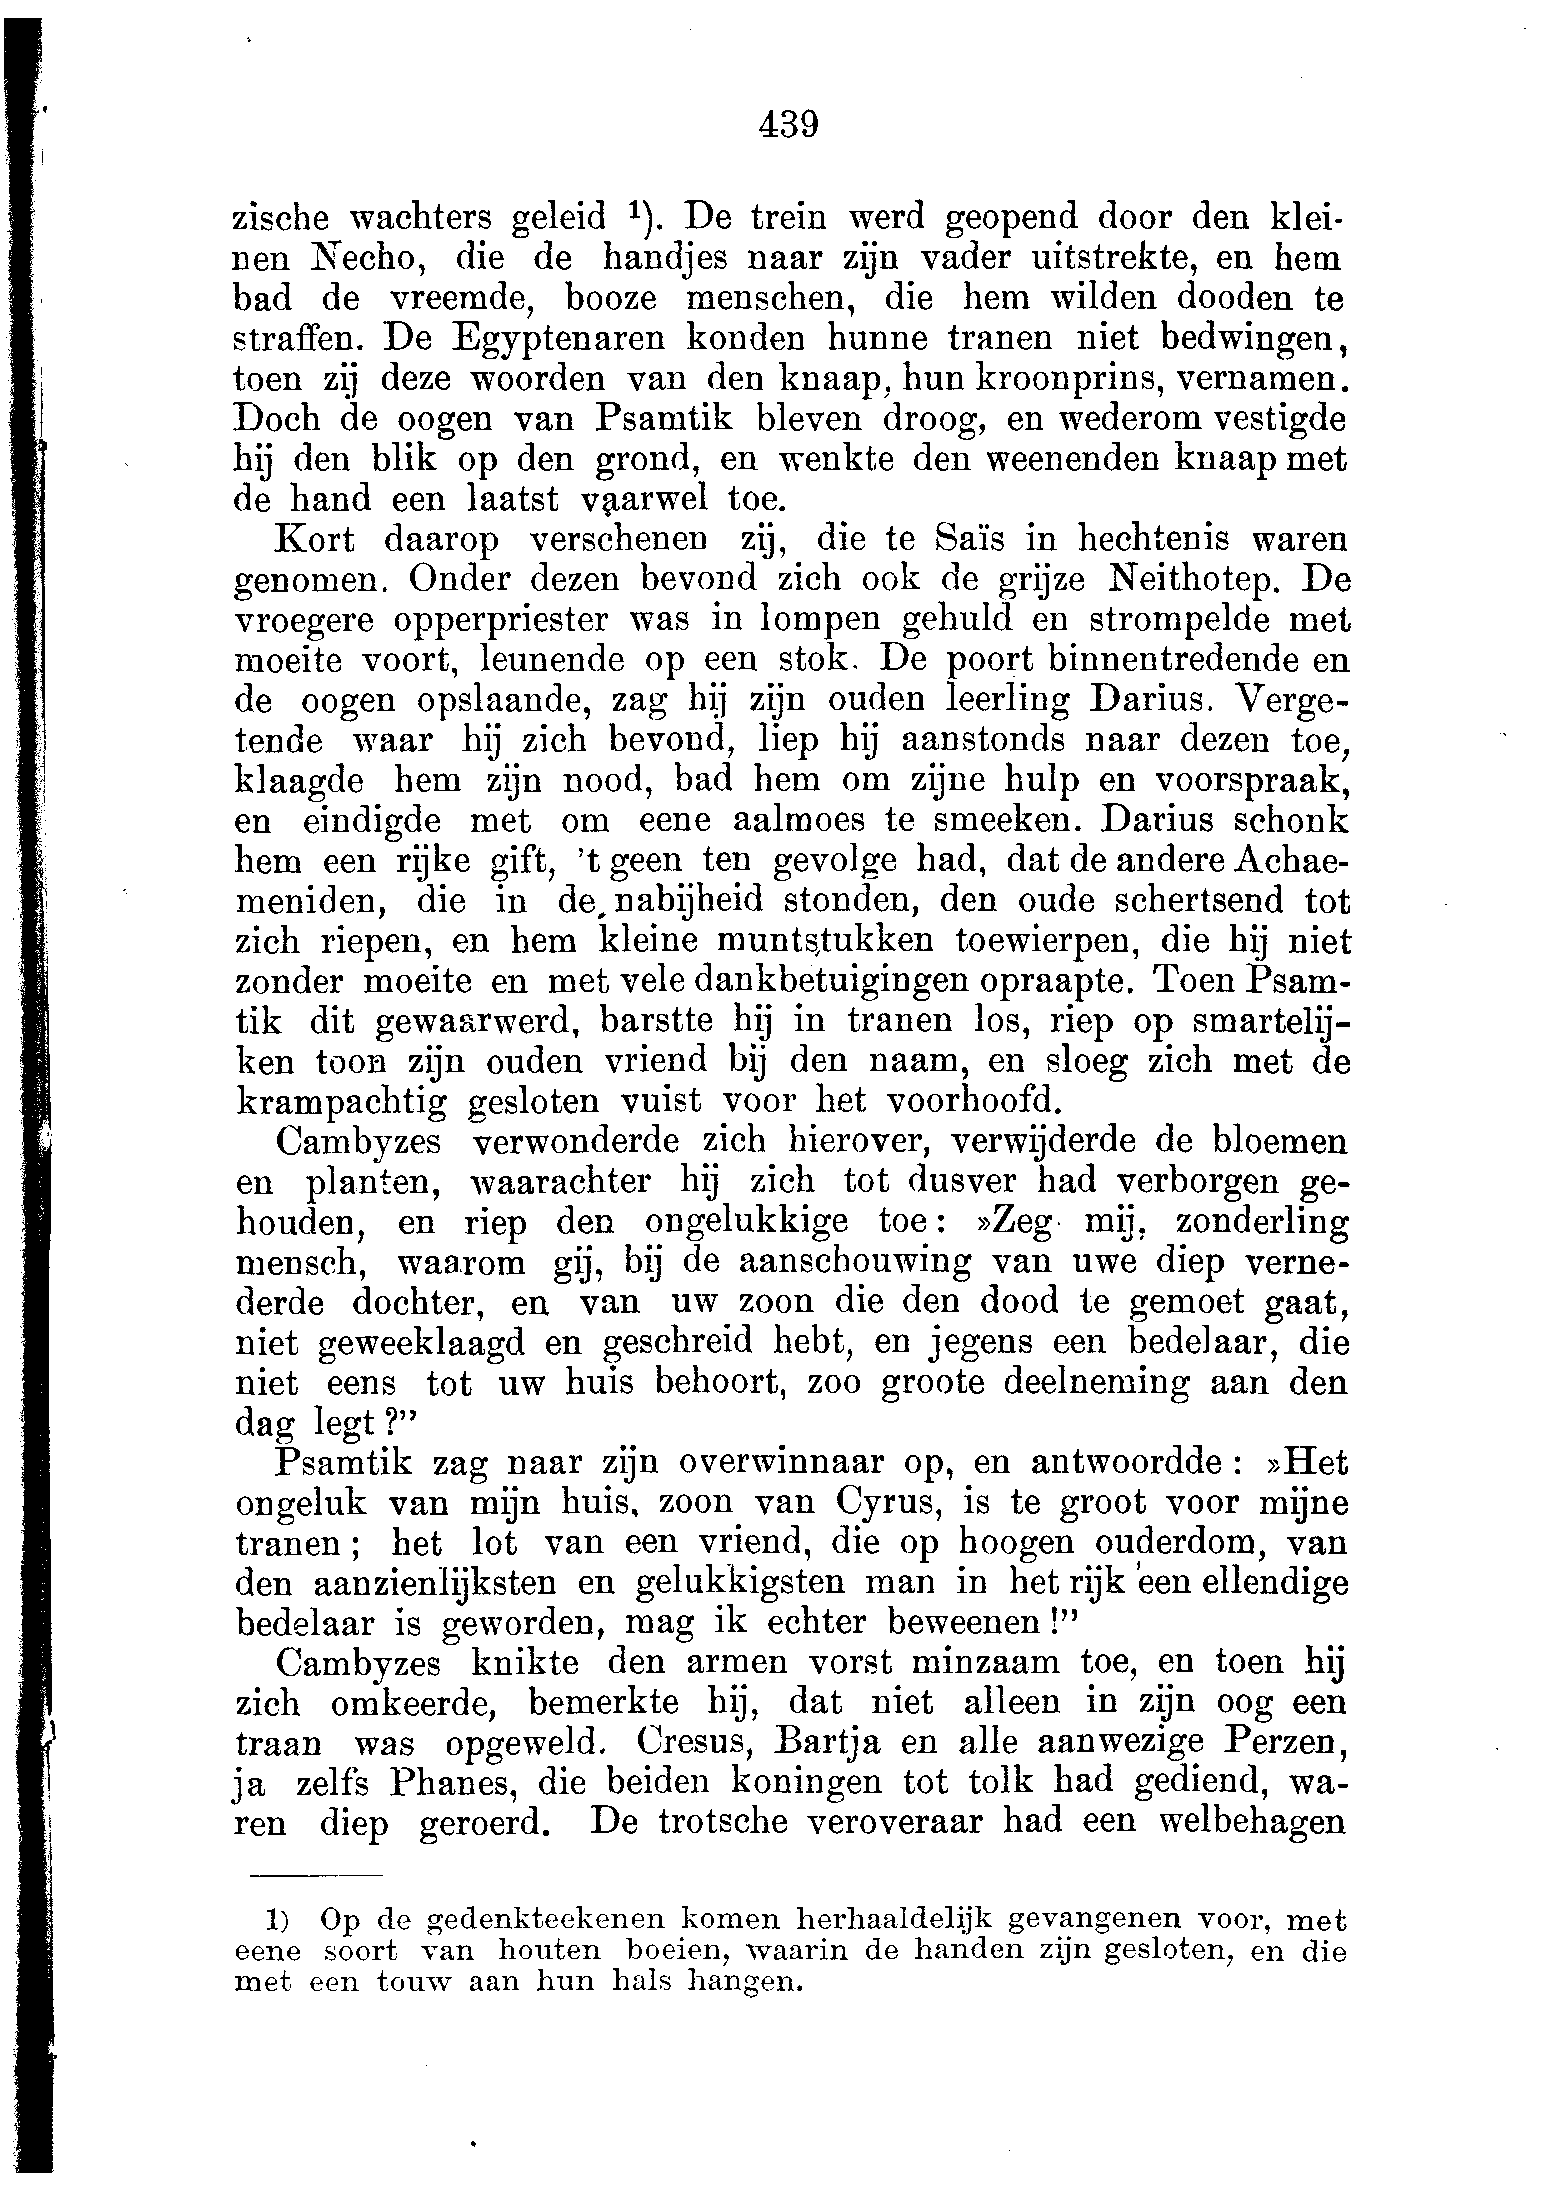 439
zische wachters geleid ¹). De trein werd geopend door den klei-
nen Necho, die de handjes naar zijn vader uitstrekte, en hem
bad de vreemde, booze menschen, die hem wilden dooden te
straffen. De Egyptenaren konden hunne tranen niet bedwingen,
toen zij deze woorden van den knaap, hun kroonprins, vernamen.
Doch de oogen van Psamtik bleven droog, en wederom vestigde
hij den blik op den grond, en wenkte den weenenden knaap met
de hand een laatst vaarwel toe.
Kort daarop verschenen zij, die te Saïs in hechtenis waren
genomen. Onder dezen bevond zich ook de grijze Neithotep. De
vroegere opperpriester was in lompen gehuld en strompelde met
moeite voort, leunende op een stok. De poort binnentredende en
de oogen opslaande, zag hij zijn ouden leerling Darius. Verge-
tende waar hij zich bevond, liep hij aanstonds naar dezen toe,
klaagde hem zijn nood, bad hem om zijne hulp en voorspraak,
en eindigde met om eene aalmoes te smeeken. Darius schonk
hem een rijke gift, 't geen ten gevolge had, dat de andere Achae-
meniden, die in de nabijheid stonden, den oude schertsend tot
zich riepen, en hem kleine muntstukken toewierpen, die hij niet
zonder moeite en met vele dankbetuigingen opraapte. Toen Psam-
tik dit gewaarwerd, barstte hij in tranen los, riep op smartelij-
ken toon zijn ouden vriend bij den naam, en sloeg zich met de
krampachtig gesloten vuist voor het voorhoofd.
Cambyzes verwonderde zich hierover, verwijderde de bloemen
en planten, waarachter hij zich tot dusver had verborgen ge-
houden, en riep den ongelukkige toe: »Zeg mij, zonderling
mensch, waarom gij, bij de aanschouwing van uwe diep verne-
derde dochter, en van uw zoon die den dood te gemoet gaat,
niet geweeklaagd en geschreid hebt, en jegens een bedelaar, die
niet eens tot uw huis behoort, zoo groote deelneming aan den
dag legt?”
Psamtik zag naar zijn overwinnaar op, en antwoordde: »Het
ongeluk van mijn huis, zoon van Cyrus, is te groot voor mijne
tranen; het lot van een vriend, die op hoogen ouderdom, van
den aanzienlijksten en gelukkigsten man in het rijk een ellendige
bedelaar is geworden, mag ik echter beweenen!”
Cambyzes knikte den armen vorst minzaam toe, en toen hij
zich omkeerde, bemerkte hij, dat niet alleen in zijn oog een
traan was opgeweld. Cresus, Bartja en alle aanwezige Perzen,
ja zelfs Phanes, die beiden koningen tot tolk had gediend, wa-
ren diep geroerd. De trotsche veroveraar had een welbehagen
1) Op de gedenkteekenen komen herhaaldelijk gevangenen voor, met
eene soort van houten boeien, waarin de handen zijn gesloten, en die
met een touw aan hun hals hangen.